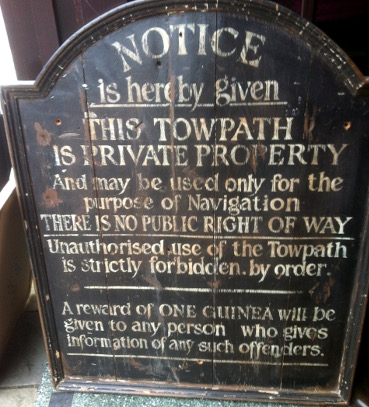 NOTICE
is hereby given
THIS TOWPATH
IS PRIVATE PROPERTY
And may be used only for the
purpose of Navigation
THERE IS NO PUBLIC RIGHT OF WAY
Unauthorised use of the Towpath
is strictly forbidden. by order.
A reward of ONE GUINEA will be
given to any person who gives
information of any such offenders.